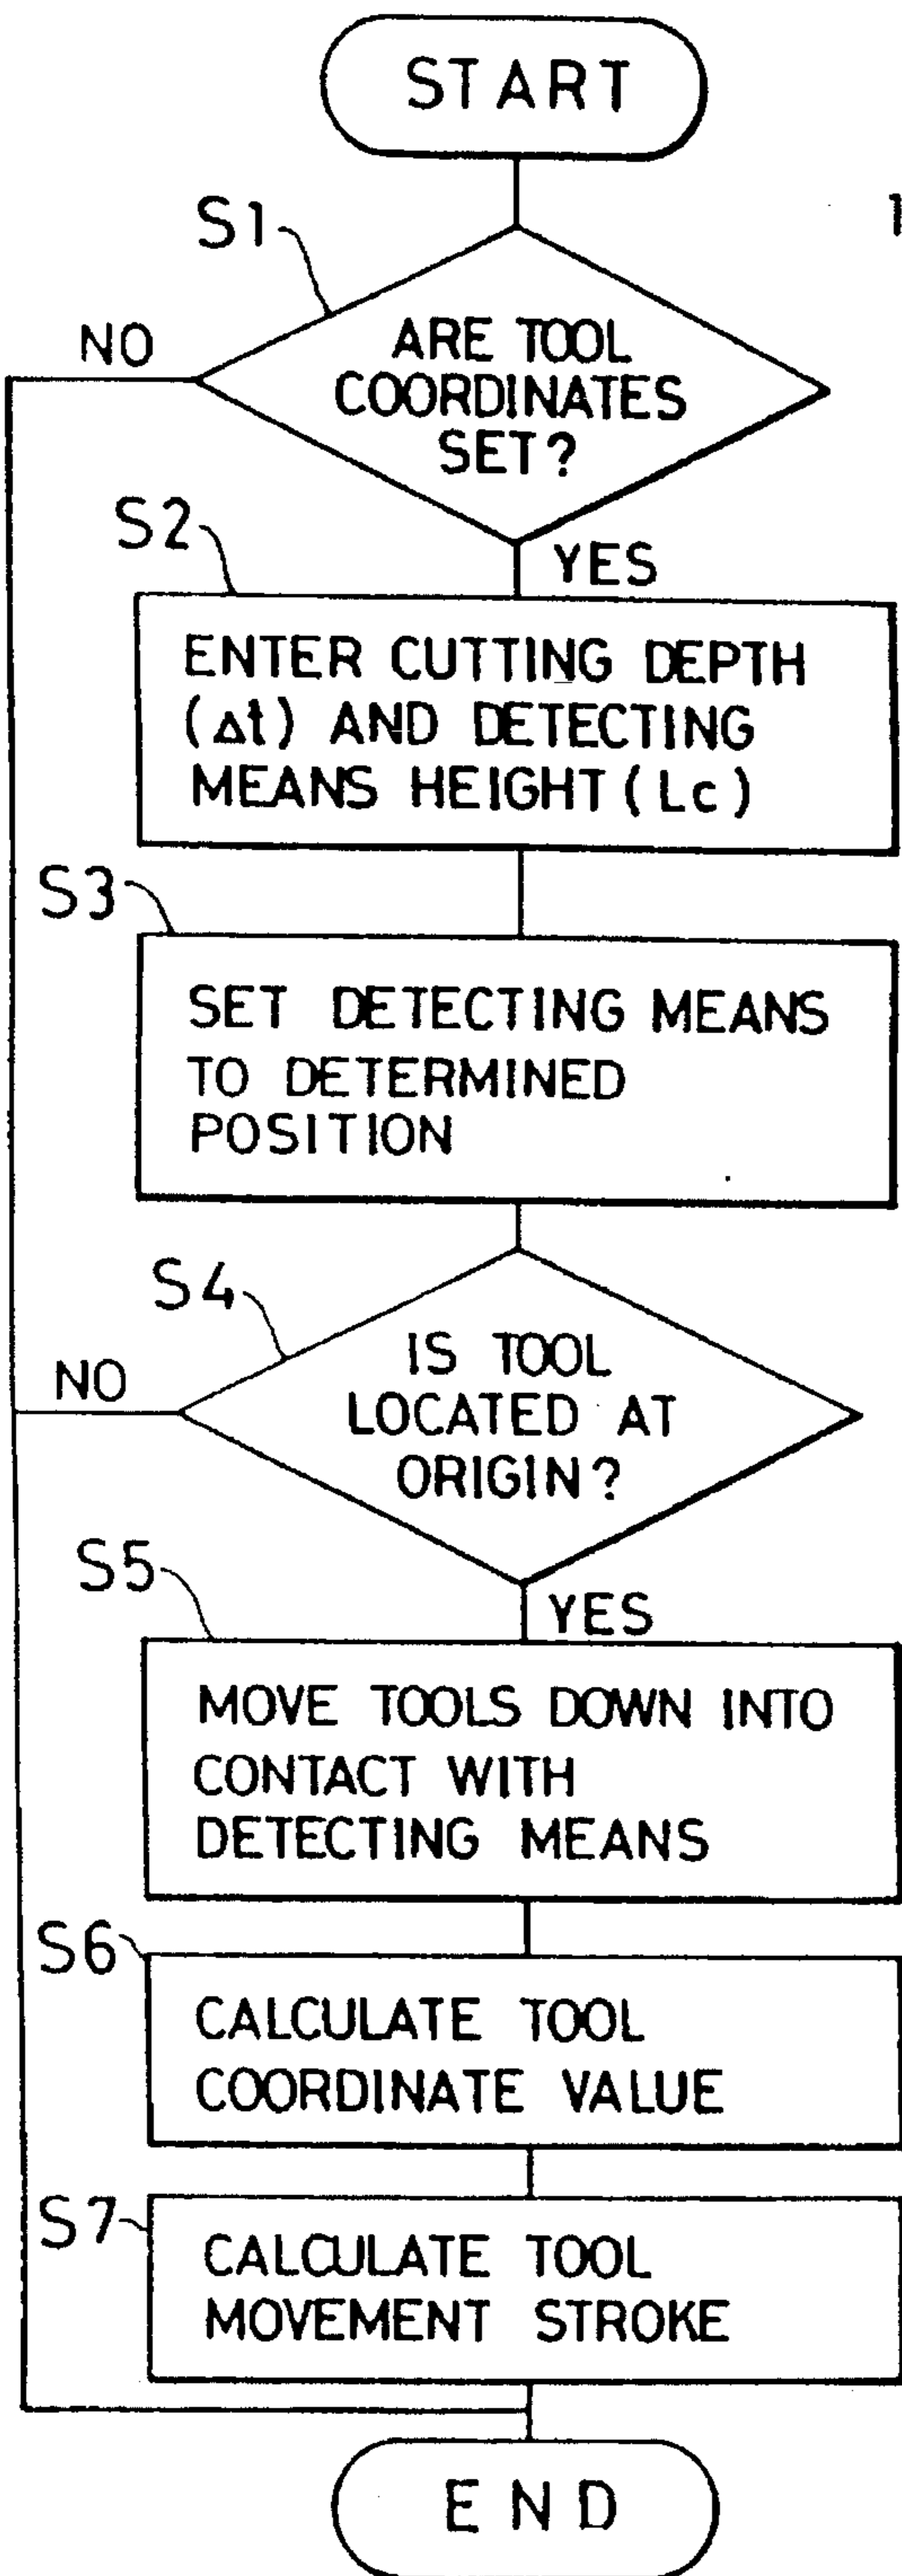 START
1
S1
NO
ARE TOOL
COORDINATES
SET?
S2
YES
ENTER CUTTING DEPTH
(Δt) AND DETECTING
MEANS HEIGHT (Lc)
S3
SET DETECTING MEANS
TO DETERMINED
POSITION
S4
NO
IS TOOL
LOCATED AT
ORIGIN?
S5
YES
MOVE TOOLS DOWN INTO
CONTACT WITH
DETECTING MEANS
S6
CALCULATE TOOL
COORDINATE VALUE
S7
CALCULATE TOOL
MOVEMENT STROKE
END